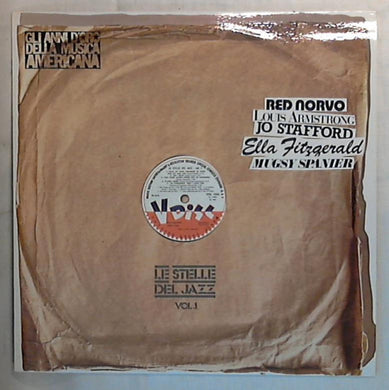 GLI ANNI D'ORO
DELLA MUSICA
AMERICANA
RED NORVO
LOUIS ARMSTRONG
JO STAFFORD
Ella Fitzgerald
MUGSY SPANIER
V Disc
LE STELLE
DEL JAZZ
VOL.1